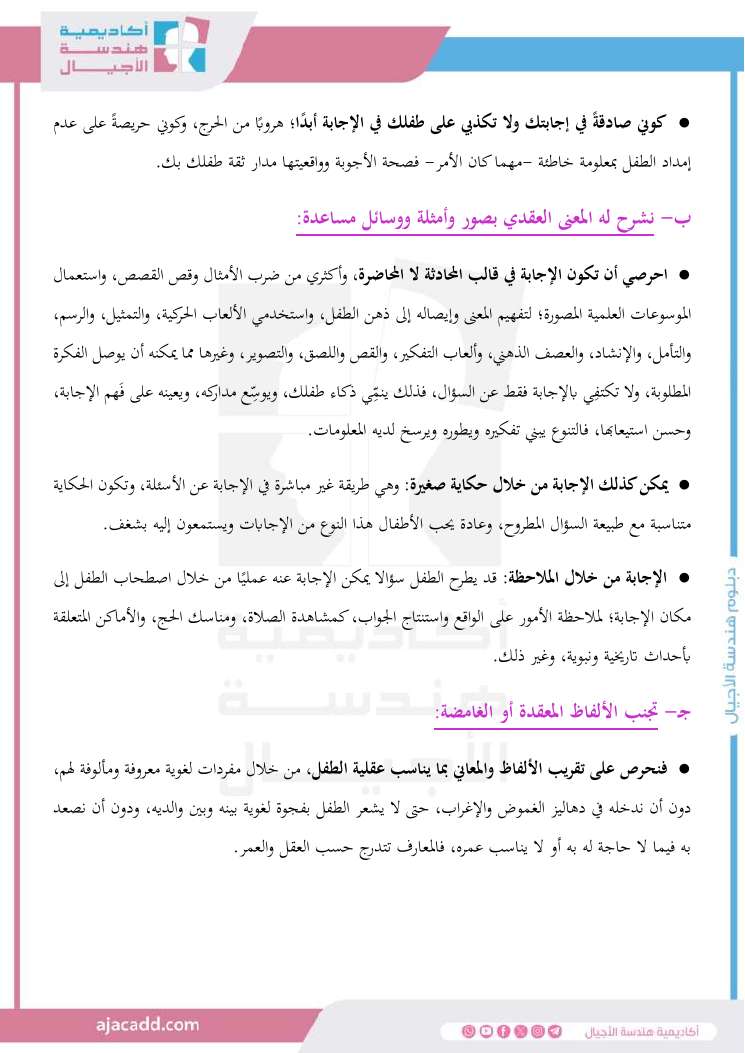 أكاديمية
هندسة
الأجيال
● كوني صادقةً في إجابتك ولا تكذبي على طفلك في الإجابة أبدًا؛ هروبًا من الحرج، وكوني حريصةً على عدم
إمداد الطفل بمعلومة خاطئة –مهما كان الأمر– فصحة الأجوبة وواقعيتها مدار ثقة طفلك بك.
ب– نشرح له المعنى العقدي بصور وأمثلة ووسائل مساعدة:
● احرصي أن تكون الإجابة في قالب المحادثة لا المحاضرة، وأكثري من ضرب الأمثال وقص القصص، واستعمال
الموسوعات العلمية المصورة؛ لتفهيم المعنى وإيصاله إلى ذهن الطفل، واستخدمي الألعاب الحركية، والتمثيل، والرسم،
والتأمل، والإنشاد، والعصف الذهني، وألعاب التفكير، والقص واللصق، والتصوير، وغيرها مما يمكنه أن يوصل الفكرة
المطلوبة، ولا تكتفي بالإجابة فقط عن السؤال، فذلك ينمّي ذكاء طفلك، ويوسِّع مداركه، ويعينه على فَهم الإجابة،
وحسن استيعابها، فالتنوع يبني تفكيره ويطوره ويرسخ لديه المعلومات.
● يمكن كذلك الإجابة من خلال حكاية صغيرة: وهي طريقة غير مباشرة في الإجابة عن الأسئلة، وتكون الحكاية
متناسبة مع طبيعة السؤال المطروح، وعادة يحب الأطفال هذا النوع من الإجابات ويستمعون إليه بشغف.
● الإجابة من خلال الملاحظة: قد يطرح الطفل سؤالا يمكن الإجابة عنه عمليًا من خلال اصطحاب الطفل إلى
مكان الإجابة؛ لملاحظة الأمور على الواقع واستنتاج الجواب، كمشاهدة الصلاة، ومناسك الحج، والأماكن المتعلقة
بأحداث تاريخية ونبوية، وغير ذلك.
أكاديمية
هندسة
الأجيال
جـ– تجنب الألفاظ المعقدة أو الغامضة:
● فنحرص على تقريب الألفاظ والمعاني بما يناسب عقلية الطفل، من خلال مفردات لغوية معروفة ومألوفة لهم،
دون أن ندخله في دهاليز الغموض والإغراب، حتى لا يشعر الطفل بفجوة لغوية بينه وبين والديه، ودون أن نصعد
به فيما لا حاجة له به أو لا يناسب عمره، فالمعارف تتدرج حسب العقل والعمر.
دبلوم هندسة الأجيال
أكاديمية هندسة الأجيال
ajacadd.com